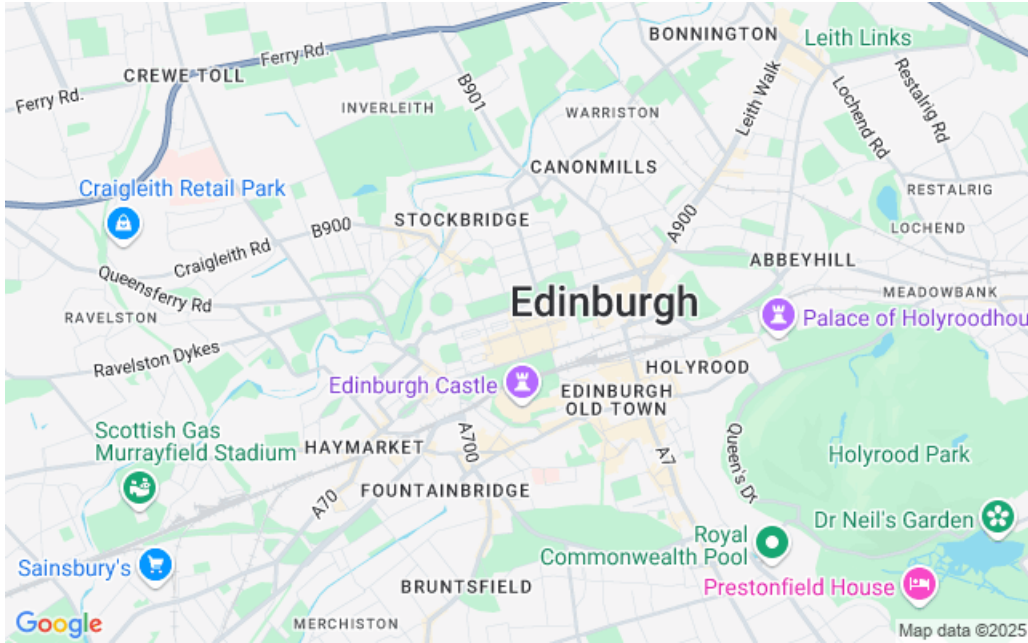 BONNINGTON
Leith Links
Ferry Rd.
CREWE TOLL
Ferry Rd.
B901
Leith Walk
Restalrig Rd
INVERLEITH
WARRISTON
Lochend Rd
CANONMILLS
Craigleith Retail Park
RESTALRIG
STOCKBRIDGE
B900
A900
LOCHEND
Craigleith Rd
ABBEYHILL
Queensferry Rd
MEADOWBANK
Edinburgh
RAVELSTON
Palace of Holyroodhou
Ravelston Dykes
HOLYROOD
Edinburgh Castle
EDINBURGH
OLD TOWN
Scottish Gas
Murrayfield Stadium
HAYMARKET
A700
A7
Queen's Dr
Holyrood Park
FOUNTAINBRIDGE
A70
Dr Neil's Garden
Royal
Commonwealth Pool
Sainsbury's
BRUNTSFIELD
Prestonfield House
MERCHISTON
Google
Map data ©2025